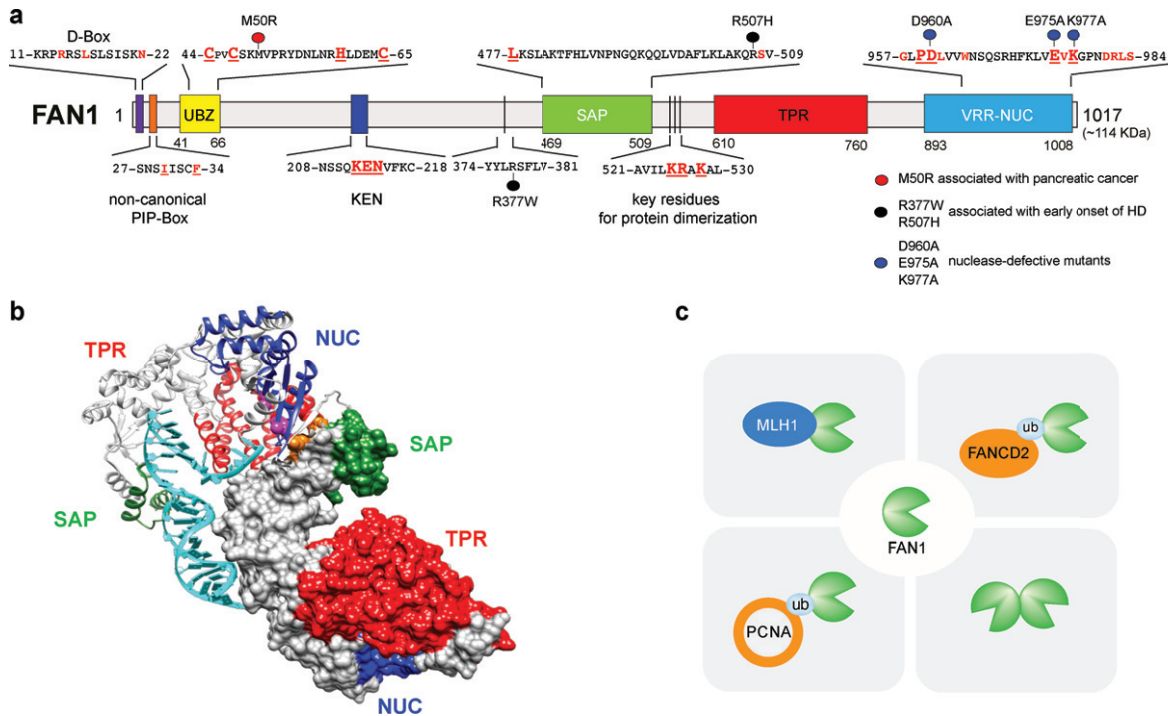 a
M50R
R507H
D960A
E975A K977A
D-Box
11-KRPRRSLSLSISKN-22
44-CPVCSKMVPRYDNLNRHLDEMC-65
477-LKSLAKTFHLVNPNGQKQQLVDAFLKLAKQRSV-509
957-GLPDLVVWNSQSRHFKLVEVKGPNDRLS-984
FAN1
1
UBZ
SAP
TPR
VRR-NUC
1017
(~114 KDa)
41
66
469
509
610
760
893
1008
27-SNSIISCF-34
208-NSSQKENVFKC-218
374-YYLRSFLV-381
521-AVILKRAKAL-530
non-canonical
PIP-Box
KEN
R377W
key residues
for protein dimerization
M50R associated with pancreatic cancer
R377W
R507H
associated with early onset of HD
D960A
E975A
K977A
nuclease-defective mutants
b
NUC
TPR
SAP
SAP
TPR
NUC
c
MLH1
ub
FANCD2
FAN1
ub
PCNA